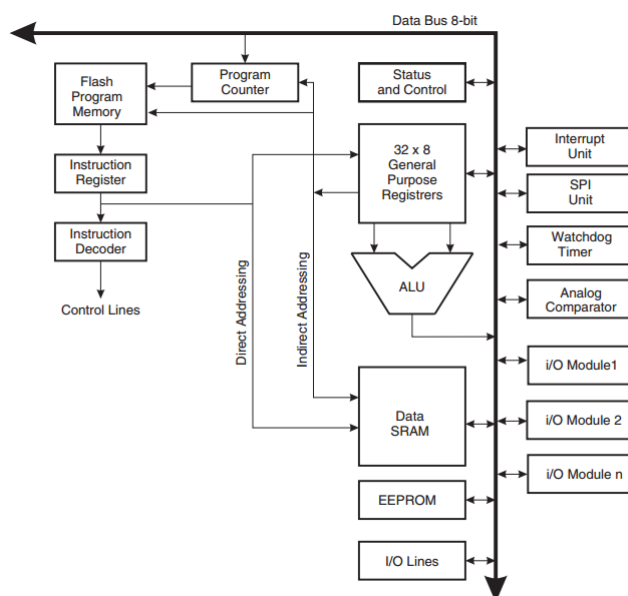 Data Bus 8-bit
Flash
Program
Memory
Program
Counter
Status
and Control
Instruction
Register
32 x 8
General
Purpose
Registrers
Interrupt
Unit
SPI
Unit
Instruction
Decoder
Watchdog
Timer
Control Lines
Direct Addressing
Indirect Addressing
ALU
Analog
Comparator
i/O Module1
Data
SRAM
i/O Module 2
i/O Module n
EEPROM
I/O Lines